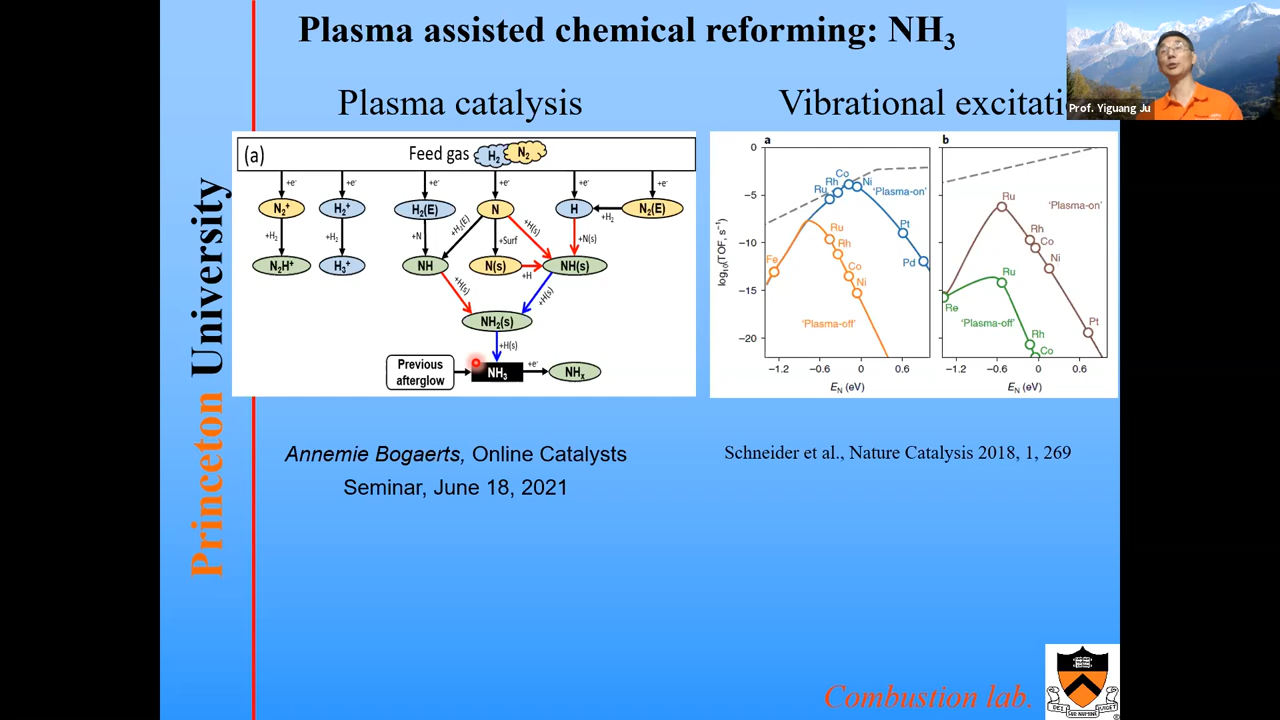 Plasma assisted chemical reforming: NH3
Prof. Yiguang Ju
Plasma catalysis
Vibrational excitati
Princeton University
(a)
Feed gas H2 N2
+e- +e- +e- +e- +e- +e-
N2+ H2+ H2(E) N H N2(E)
+H2
+H2 +H2 +N +H2(E) +Surf +H(s) +N(s)
N2H+ H3+ NH N(s) +H NH(s)
+H(s) +H(s)
NH2(s)
+H(s)
Previous
afterglow
NH3
+e-
NHx
a
log10(TOF, s-1)
0
-5
-10
-15
-20
Ru Rh Co Ni
'Plasma-on'
Pt
Pd
Fe
Ru
Rh
Co
Ni
'Plasma-off'
-1.2 -0.6 0 0.6
EN (eV)
b
'Plasma-on'
Ru
Rh
Co
Ni
Pt
Re
Ru
'Plasma-off'
Rh
Co
-1.2 -0.6 0 0.6
EN (eV)
Annemie Bogaerts, Online Catalysts
Seminar, June 18, 2021
Schneider et al., Nature Catalysis 2018, 1, 269
Combustion lab.